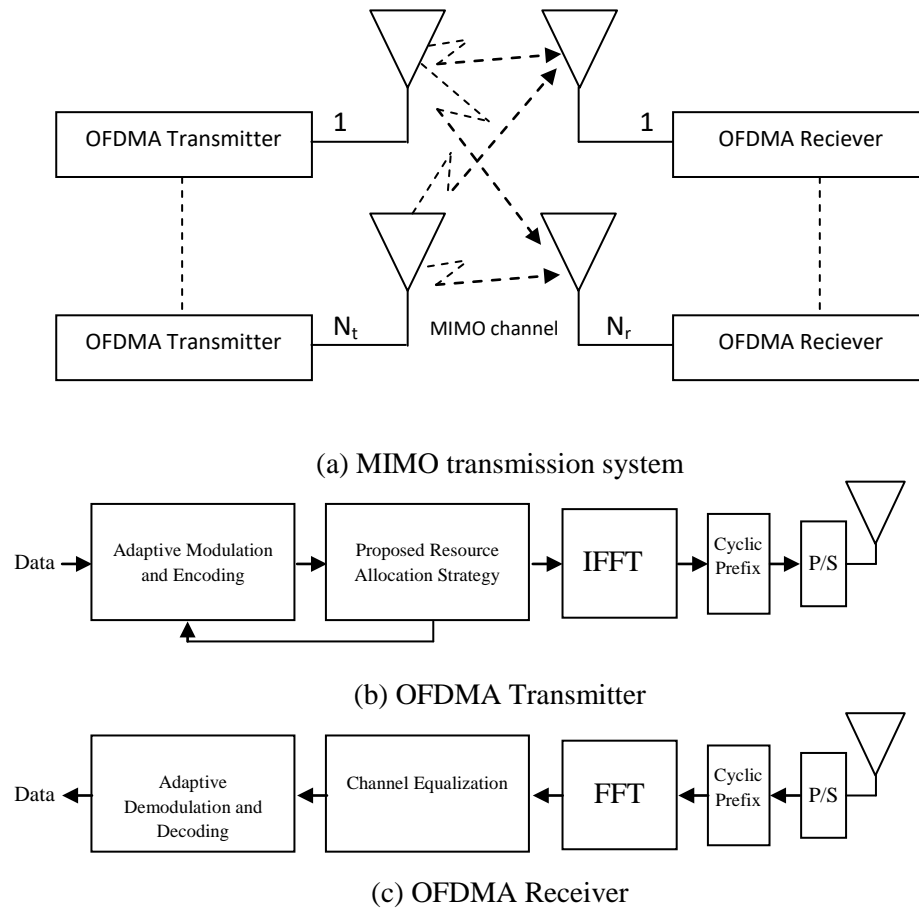 1
1
OFDMA Transmitter
OFDMA Reciever
N_t
MIMO channel
N_r
OFDMA Transmitter
OFDMA Reciever
(a) MIMO transmission system
Data
Adaptive Modulation
and Encoding
Proposed Resource
Allocation Strategy
IFFT
Cyclic
Prefix
P/S
(b) OFDMA Transmitter
Data
Adaptive
Demodulation and
Decoding
Channel Equalization
FFT
Cyclic
Prefix
P/S
(c) OFDMA Receiver